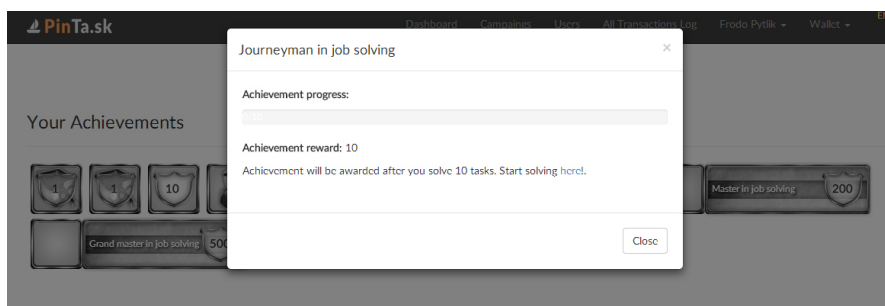 PinTa.sk
Dashboard Campaings Users All Transactions Log Frodo Pytlik Wallet
Journeyman in job solving ×
Achievement progress:
Your Achievements
Achievement reward: 10
Achievement will be awarded after you solve 10 tasks. Start solving here!.
1 1 10 Master in job solving 200
Grand master in job solving 500
Close